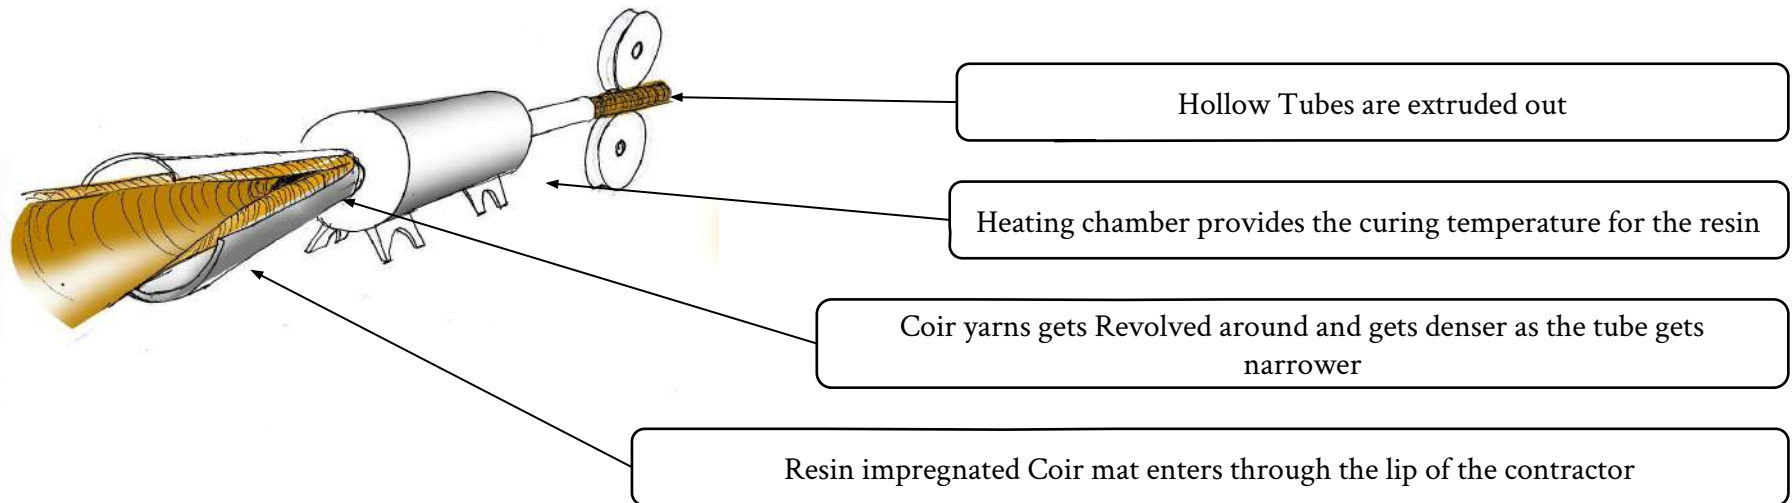 Hollow Tubes are extruded out
Heating chamber provides the curing temperature for the resin
Coir yarns gets Revolved around and gets denser as the tube gets
narrower
Resin impregnated Coir mat enters through the lip of the contractor